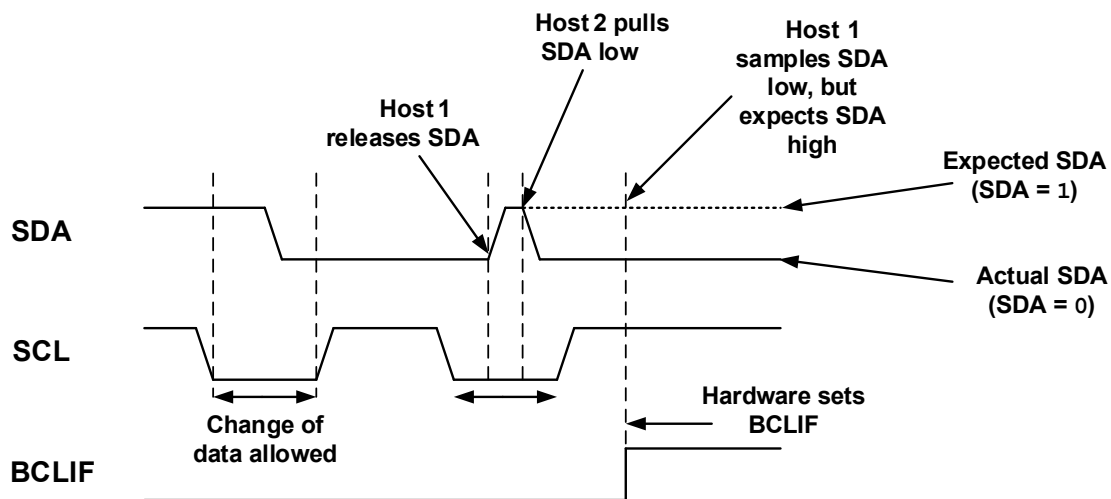 Host 2 pulls
SDA low
Host 1
samples SDA
low, but
expects SDA
high
Host 1
releases SDA
Expected SDA
(SDA = 1)
SDA
Actual SDA
(SDA = 0)
SCL
Change of
data allowed
Hardware sets
BCLIF
BCLIF